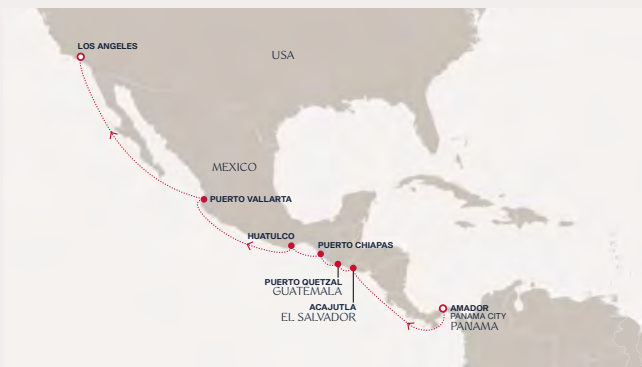 LOS ANGELES
USA
MEXICO
PUERTO VALLARTA
HUATULCO
PUERTO CHIAPAS
PUERTO QUETZAL
GUATEMALA
ACAJUTLA
EL SALVADOR
AMADOR
PANAMA CITY
PANAMA